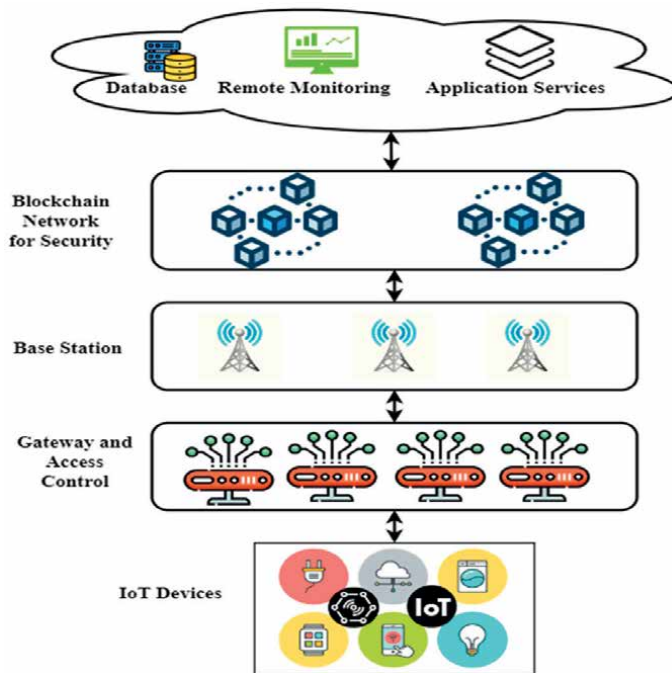 Database
Remote Monitoring
Application Services
Blockchain
Network
for Security
Base Station
Gateway and
Access
Control
IoT Devices
IoT